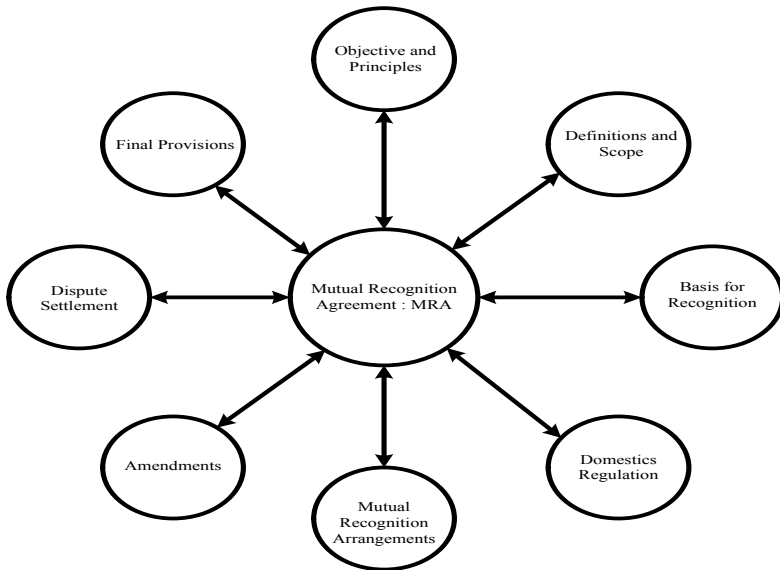 Objective and
Principles
Final Provisions
Definitions and
Scope
Dispute
Settlement
Mutual Recognition
Agreement : MRA
Basis for
Recognition
Amendments
Mutual
Recognition
Arrangements
Domestics
Regulation